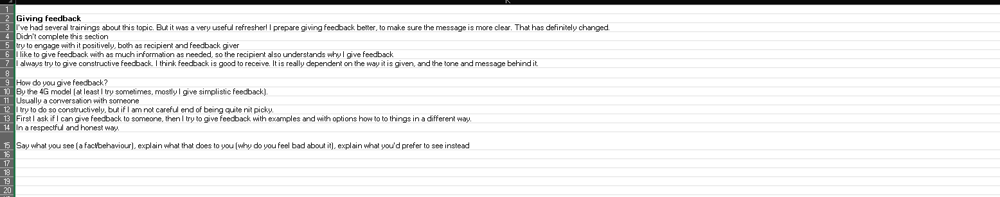 1
2 Giving feedback
3 I've had several trainings about this topic. But it was a very useful refresher! I prepare giving feedback better, to make sure the message is more clear. That has definitely changed.
4 Didn't complete this section
5 try to engage with it positively, both as recipient and feedback giver
6 I like to give feedback with as much information as needed, so the recipient also understands why I give feedback
7 I always try to give constructive feedback. I think feedback is good to receive. It is really dependent on the way it is given, and the tone and message behind it.
8
9 How do you give feedback?
10 By the 4G model (at least I try sometimes, mostly I give simplistic feedback).
11 Usually a conversation with someone
12 I try to do so constructively, but if I am not careful end of being quite nit picky.
13 First I ask if I can give feedback to someone, then I try to give feedback with examples and with options how to to things in a different way.
14 In a respectful and honest way.
15 Say what you see (a fact/behaviour), explain what that does to you (why do you feel bad about it), explain what you'd prefer to see instead
16
17
18
19
20